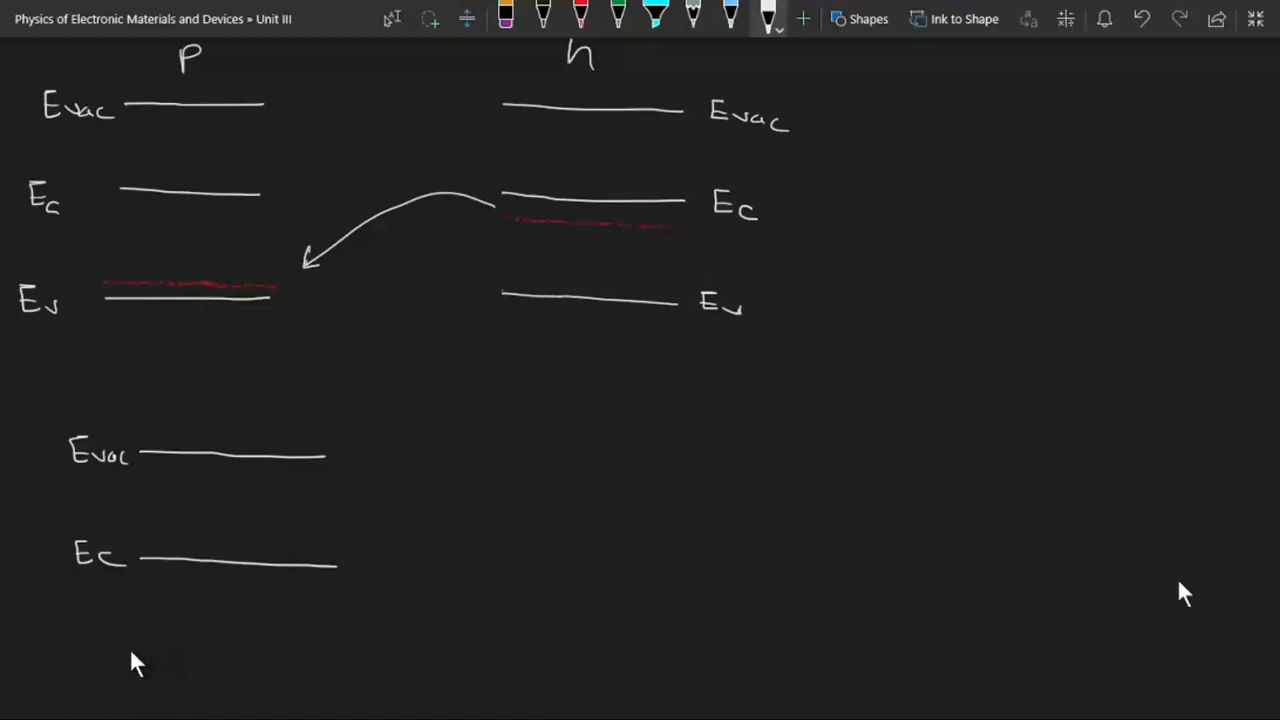 Physics of Electronic Materials and Devices » Unit III
Shapes
Ink to Shape
p
n
Evac
Evac
Ec
Ec
Ev
Ev
Evac
Ec